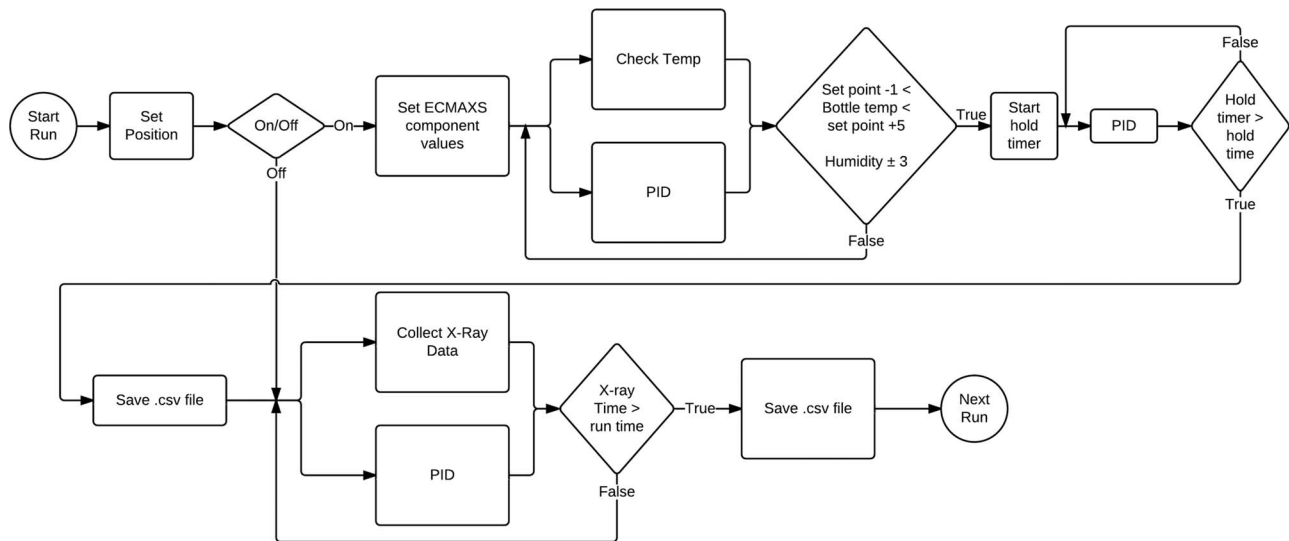 Start
Run
Set
Position
On/Off
On
Off
Set ECMAXS
component
values
Check Temp
PID
Set point -1 <
Bottle temp <
set point +5
Humidity ± 3
True
False
Start
hold
timer
PID
False
Hold
timer >
hold
time
True
Save .csv file
Collect X-Ray
Data
PID
X-ray
Time >
run time
True
False
Save .csv file
Next
Run